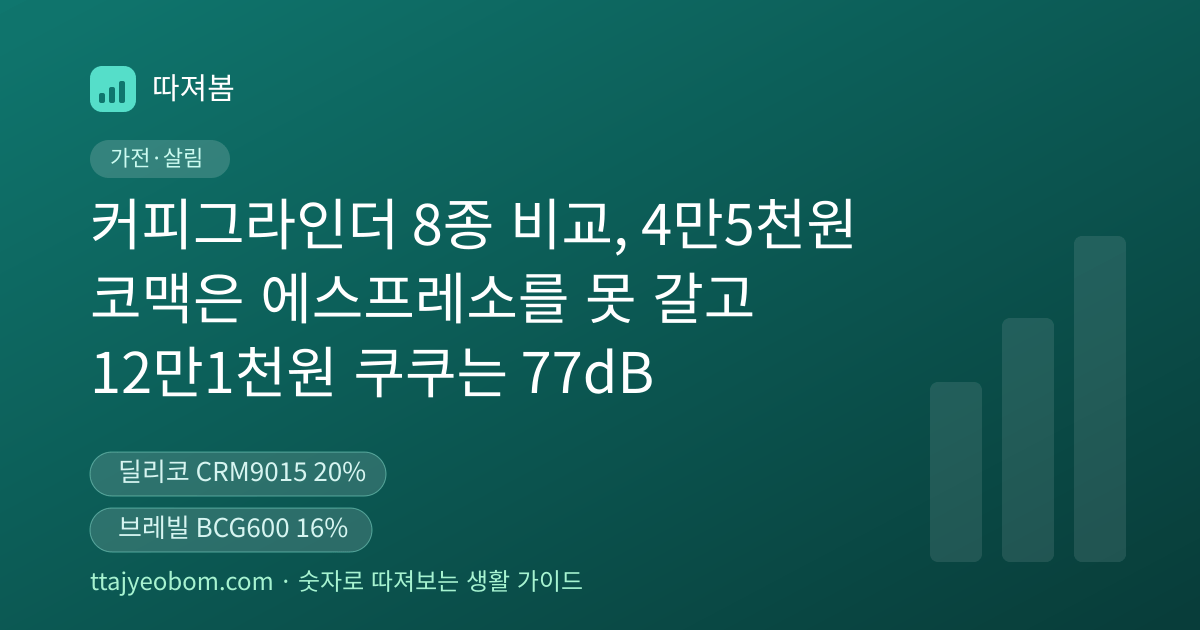 따져봄
가전·살림
커피그라인더 8종 비교, 4만5천원
코맥은 에스프레소를 못 갈고
12만1천원 쿠쿠는 77dB
딜리코 CRM9015 20%
브레빌 BCG600 16%
ttajyeobom.com · 숫자로 따져보는 생활 가이드